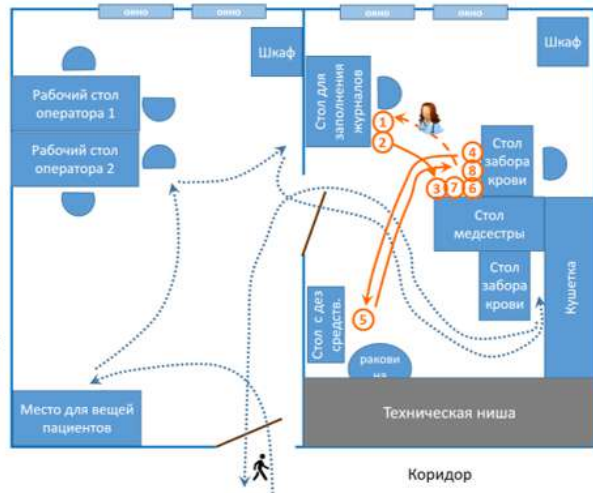 окно
окно
окно
окно
Шкаф
Шкаф
Стол для
заполнения
журналов
Рабочий стол
оператора 1
Рабочий стол
оператора 2
1
2
4
8
3
7
6
Стол
забора
крови
Стол
медсестры
Стол
забора
крови
Кушетка
Стол с дез
средств.
5
ракови
на
Место для вещей
пациентов
Техническая ниша
Коридор